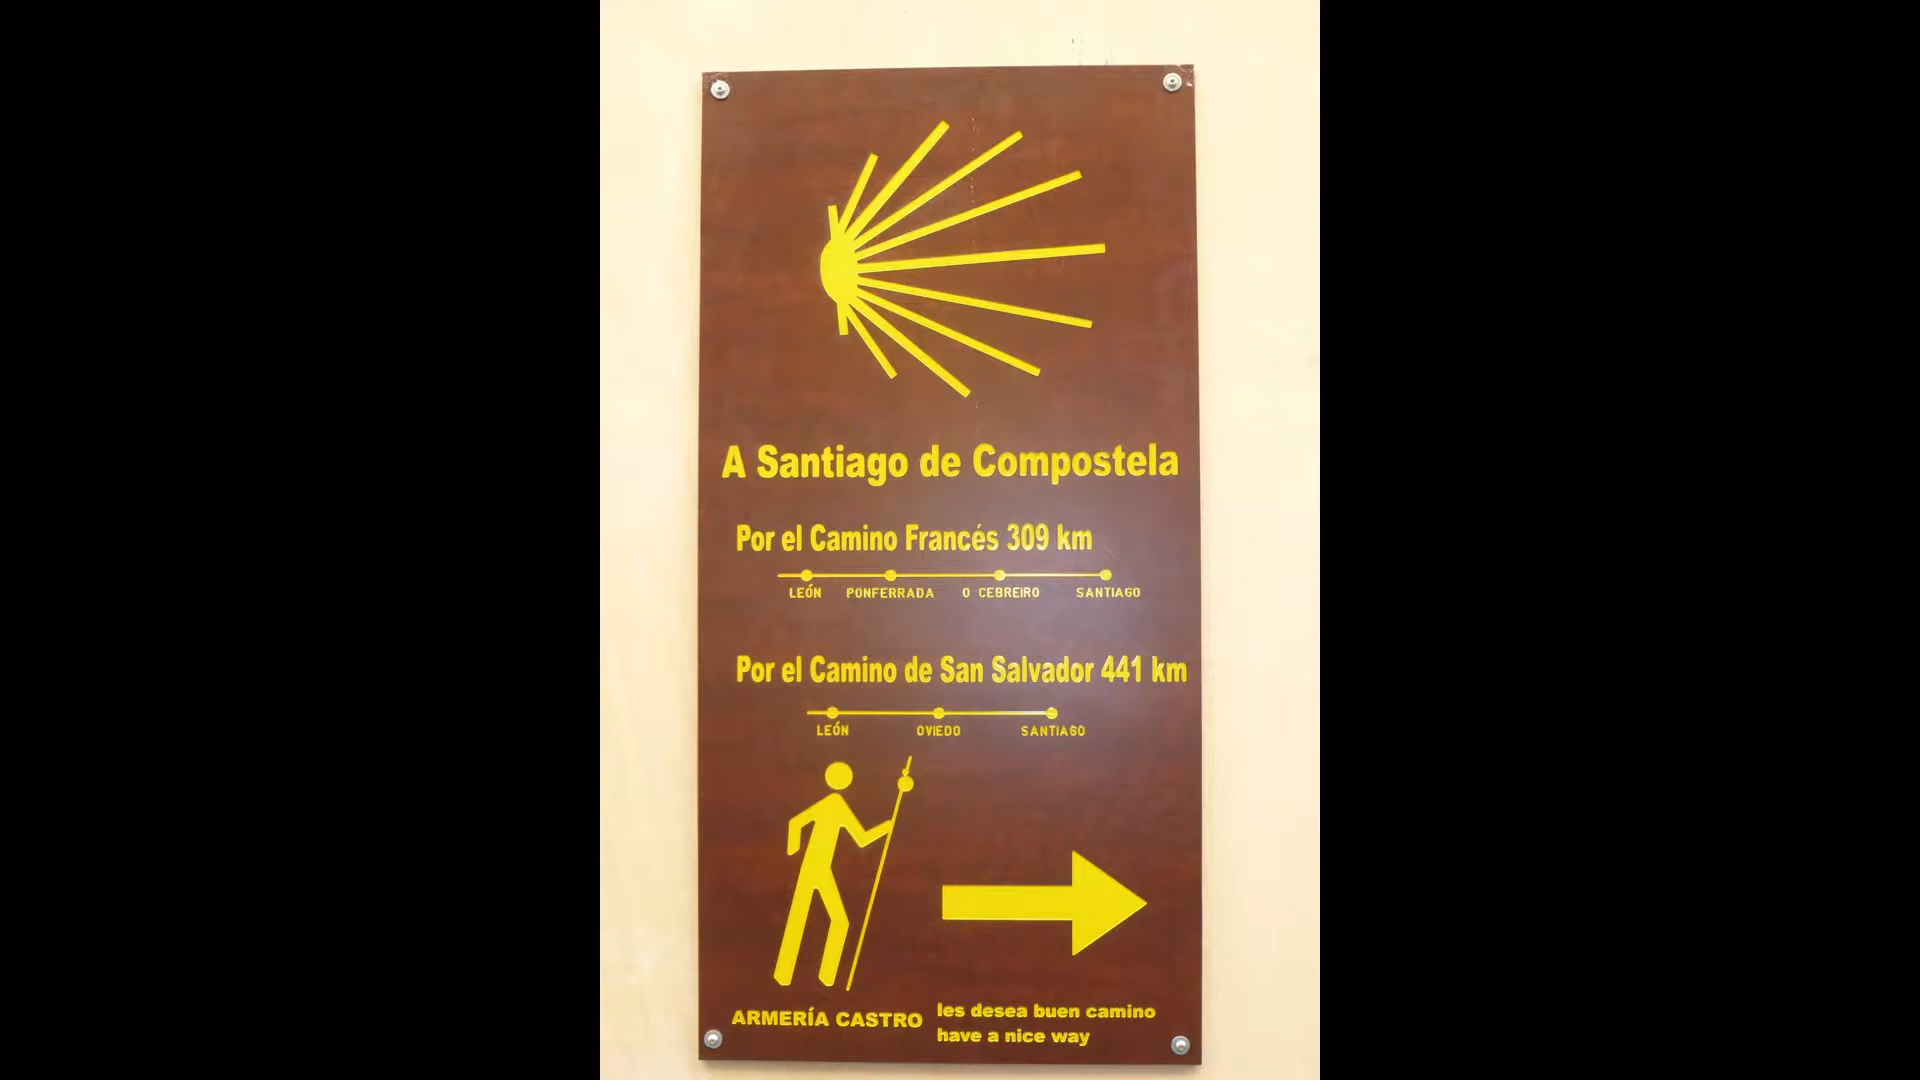 A Santiago de Compostela
Por el Camino Francés 309 km
LEÓN PONFERRADA O CEBREIRO SANTIAGO
Por el Camino de San Salvador 441 km
LEÓN OVIEDO SANTIAGO
ARMERÍA CASTRO
les desea buen camino
have a nice way